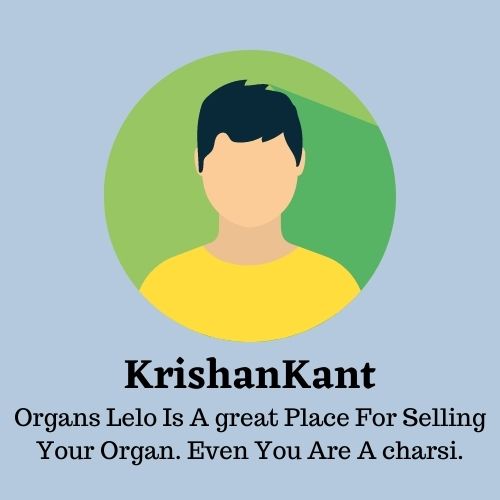 KrishanKant
Organs Lelo Is A great Place For Selling
Your Organ. Even You Are A charsi.